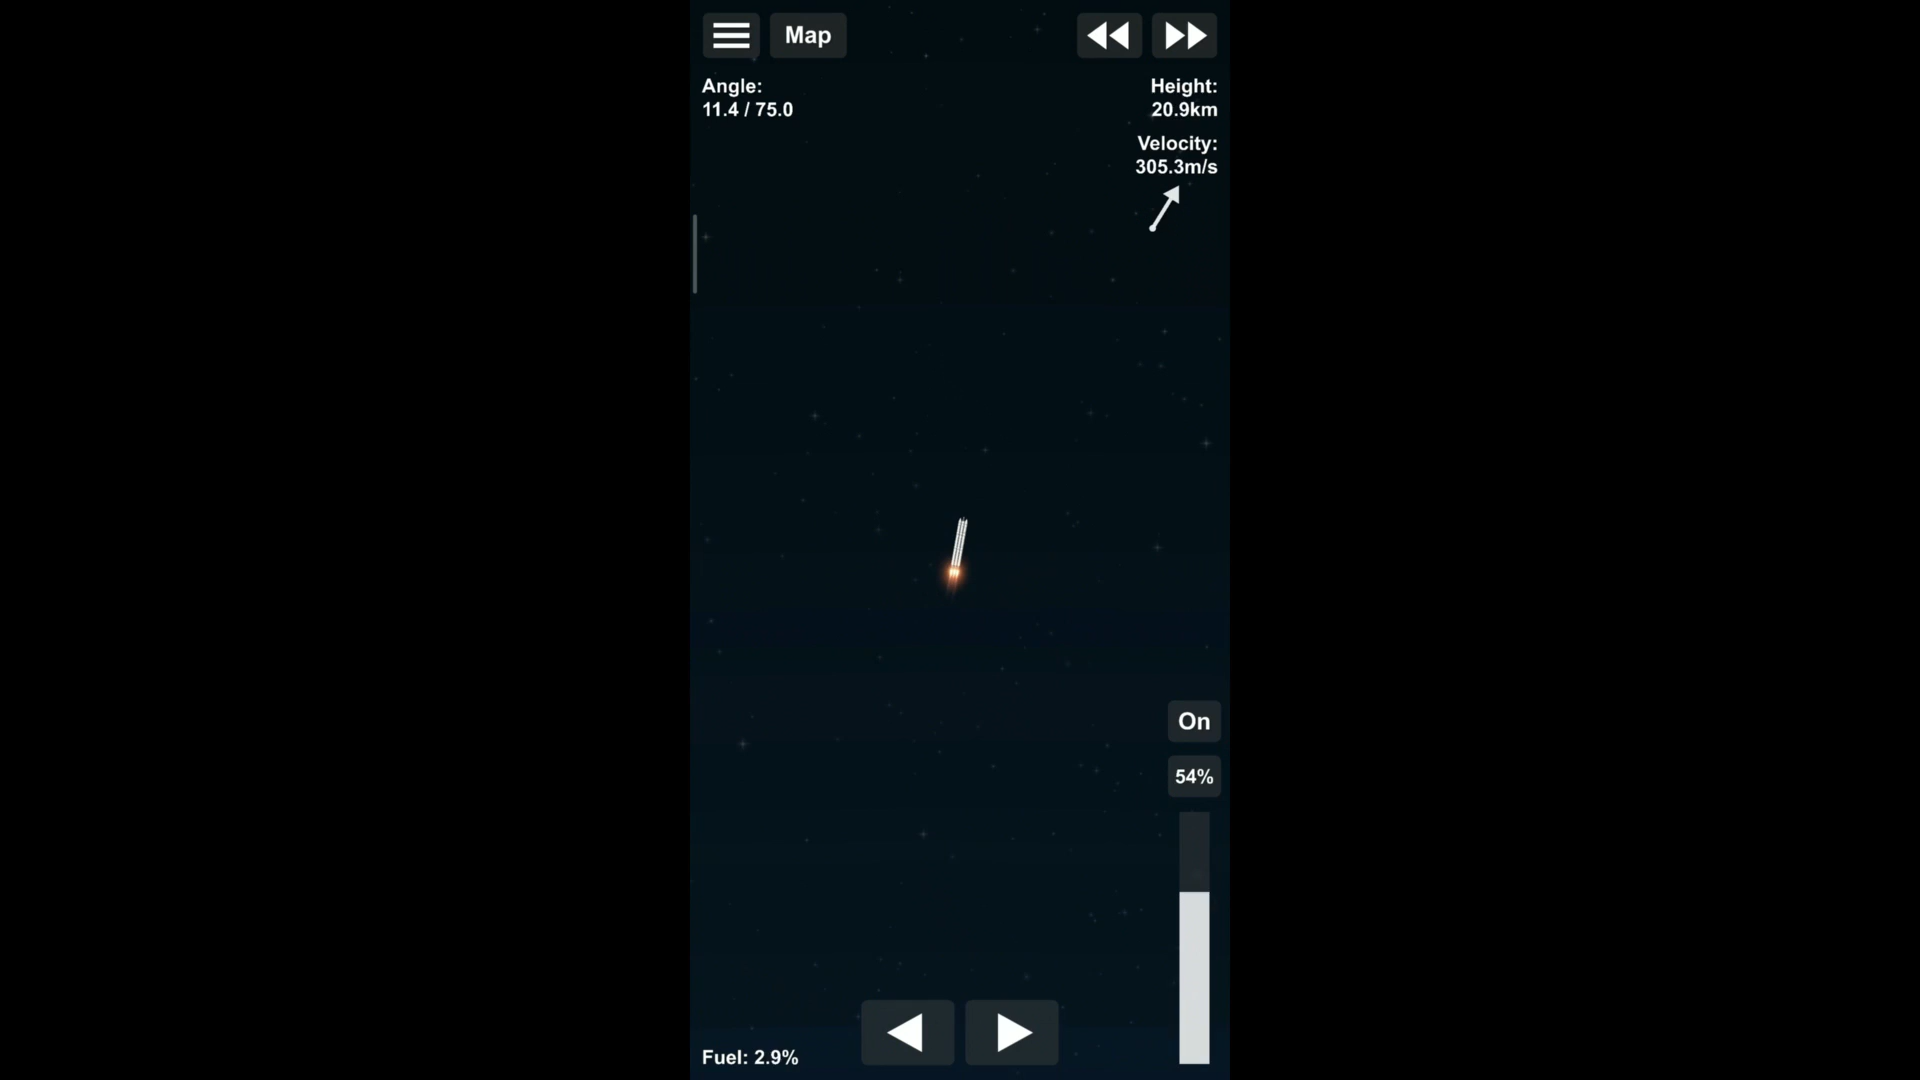 Map
Angle:
11.4 / 75.0
Height:
20.9km
Velocity:
305.3m/s
On
54%
Fuel: 2.9%